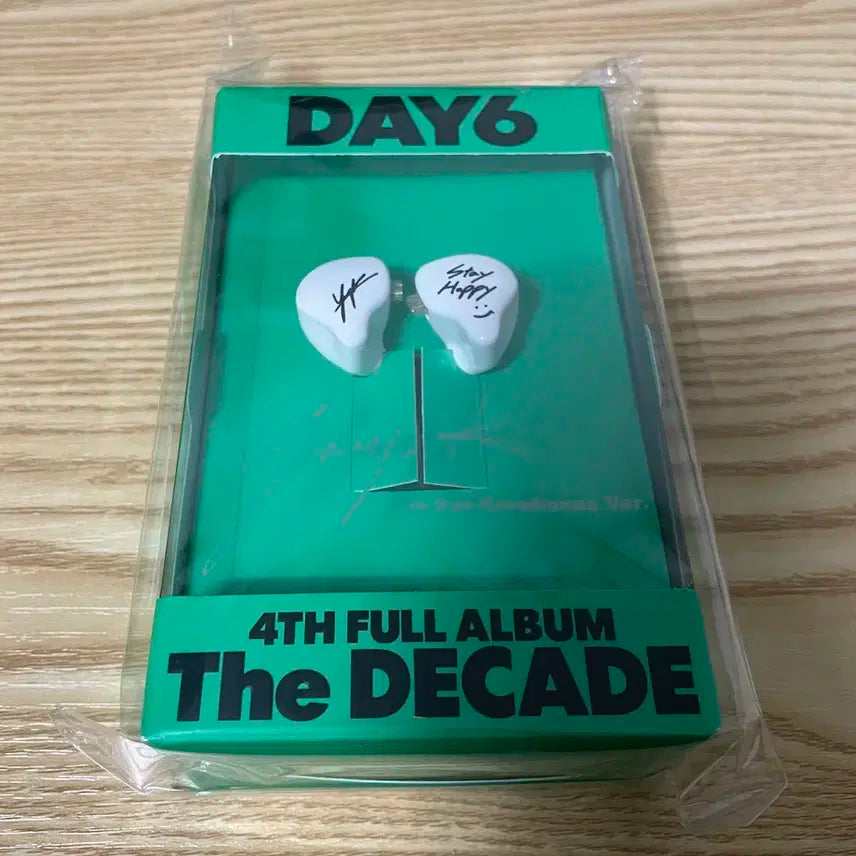 DAY6
Stay
Happy
4TH FULL ALBUM
The DECADE